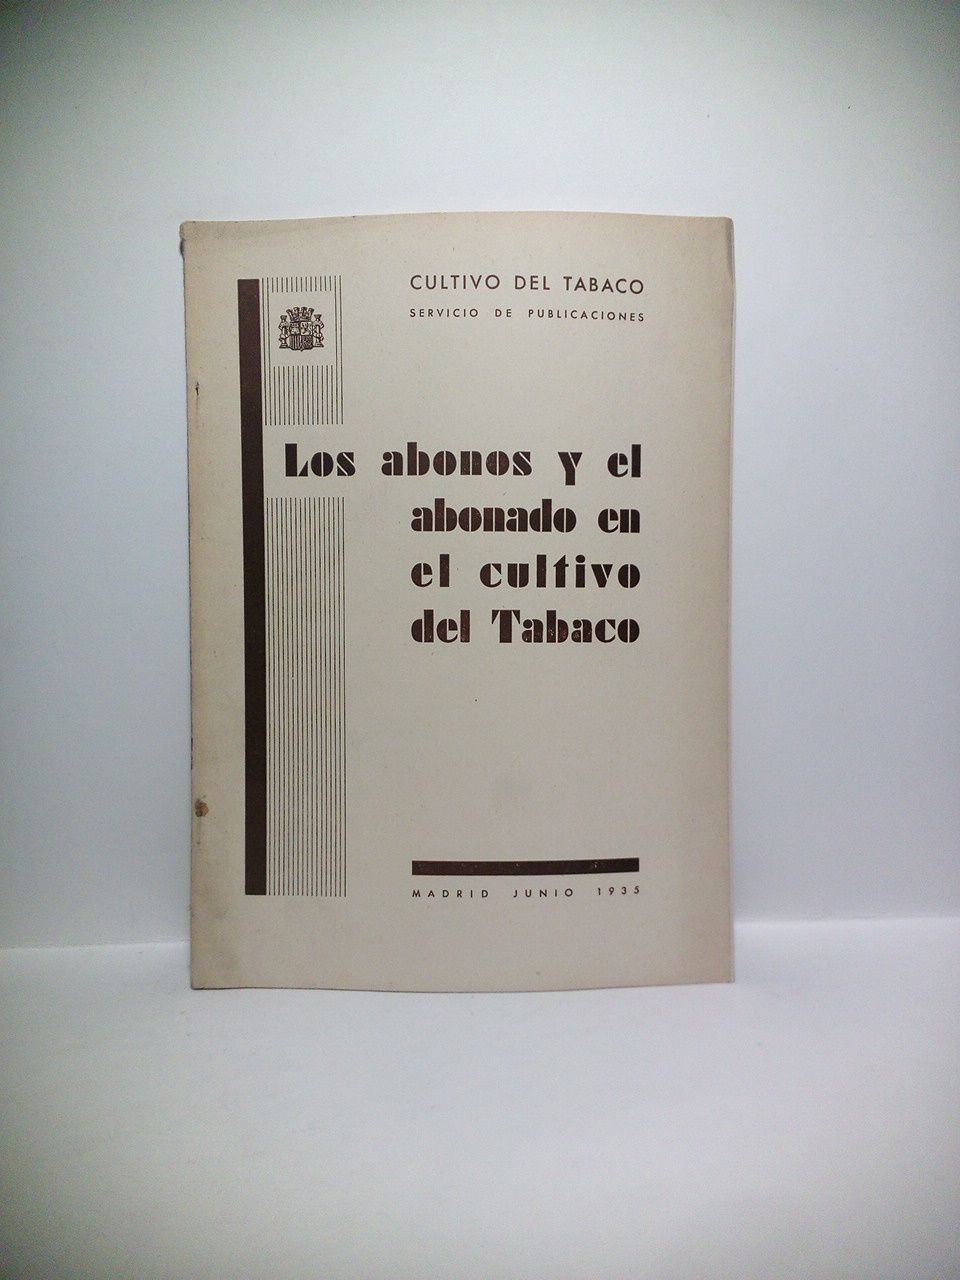 CULTIVO DEL TABACO
SERVICIO DE PUBLICACIONES
Los abonos y el
abonado en
el cultivo
del Tabaco
MADRID JUNIO 1935